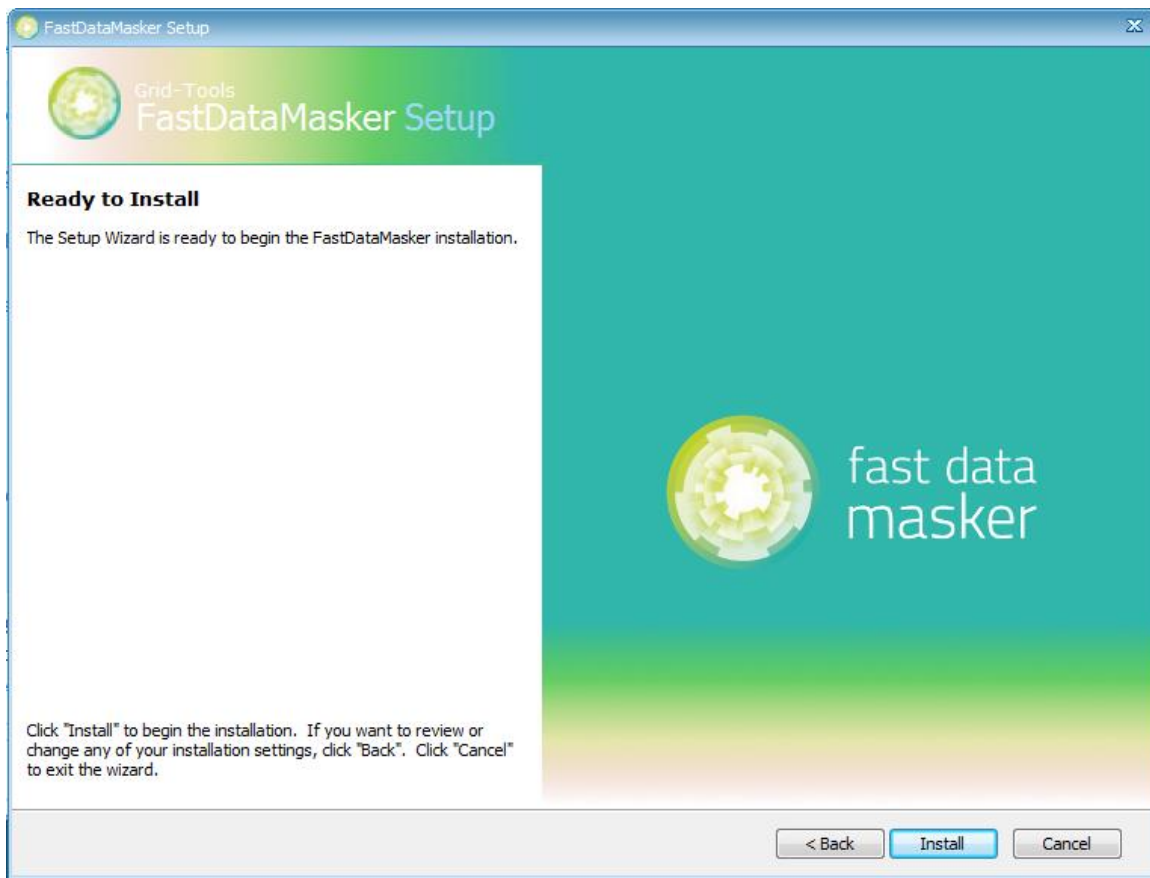 FastDataMasker Setup
Grid-Tools
FastDataMasker Setup
Ready to Install
The Setup Wizard is ready to begin the FastDataMasker installation.
fast data
masker
Click "Install" to begin the installation. If you want to review or
change any of your installation settings, click "Back". Click "Cancel"
to exit the wizard.
< Back
Install
Cancel